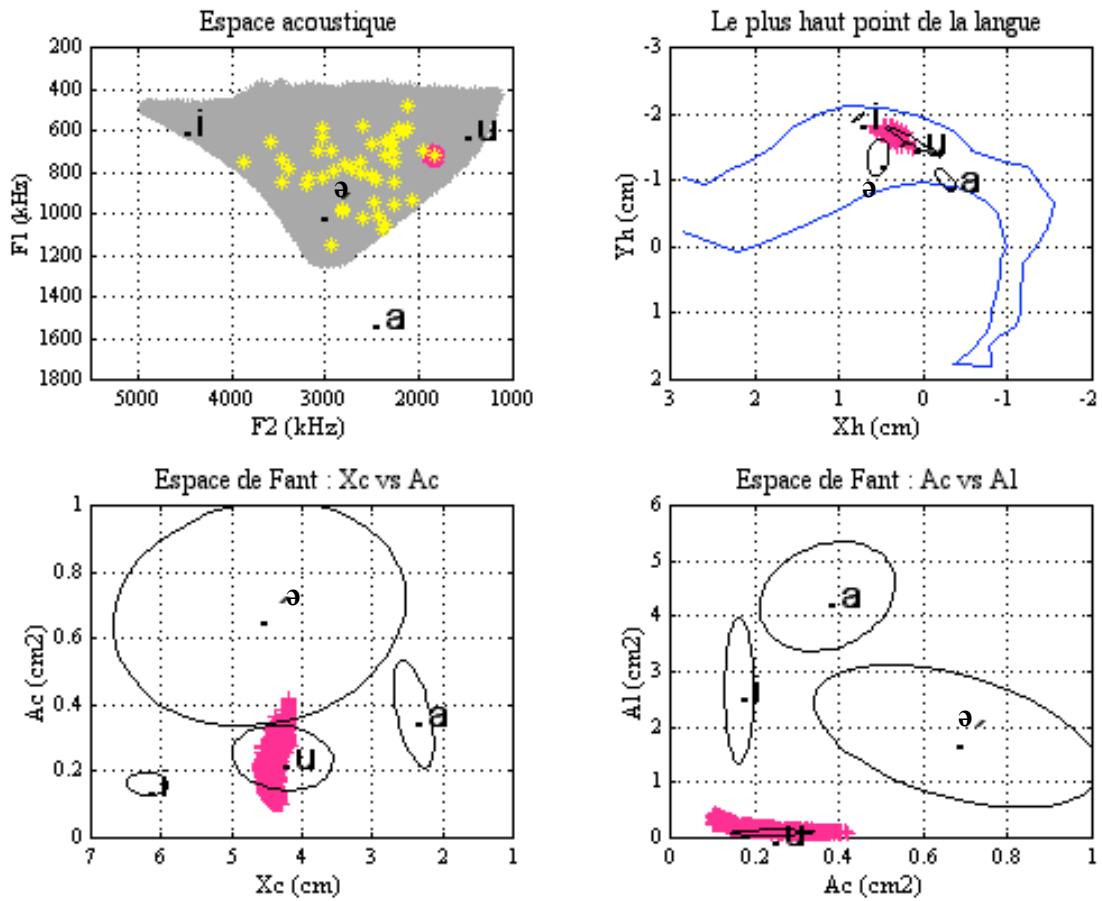 Espace acoustique
200
400
600
800
1000
1200
1400
1600
1800
F1 (kHz)
.i
.u
ə
.
.a
5000 4000 3000 2000 1000
F2 (kHz)
Le plus haut point de la langue
-3
-2
-1
0
1
2
Yh (cm)
i
u
a
ə
3 2 1 0 -1 -2
Xh (cm)
Espace de Fant : Xc vs Ac
1
0.8
0.6
0.4
0.2
0
Ac (cm2)
ə
a
u
i
7 6 5 4 3 2 1
Xc (cm)
Espace de Fant : Ac vs Al
6
5
4
3
2
1
0
Al (cm2)
.a
i
ə
u
0 0.2 0.4 0.6 0.8 1
Ac (cm2)